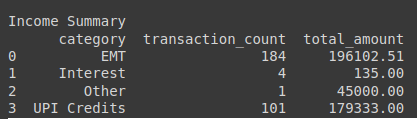 Income Summary
category transaction_count total_amount
0 EMT 184 196102.51
1 Interest 4 135.00
2 Other 1 45000.00
3 UPI Credits 101 179333.00